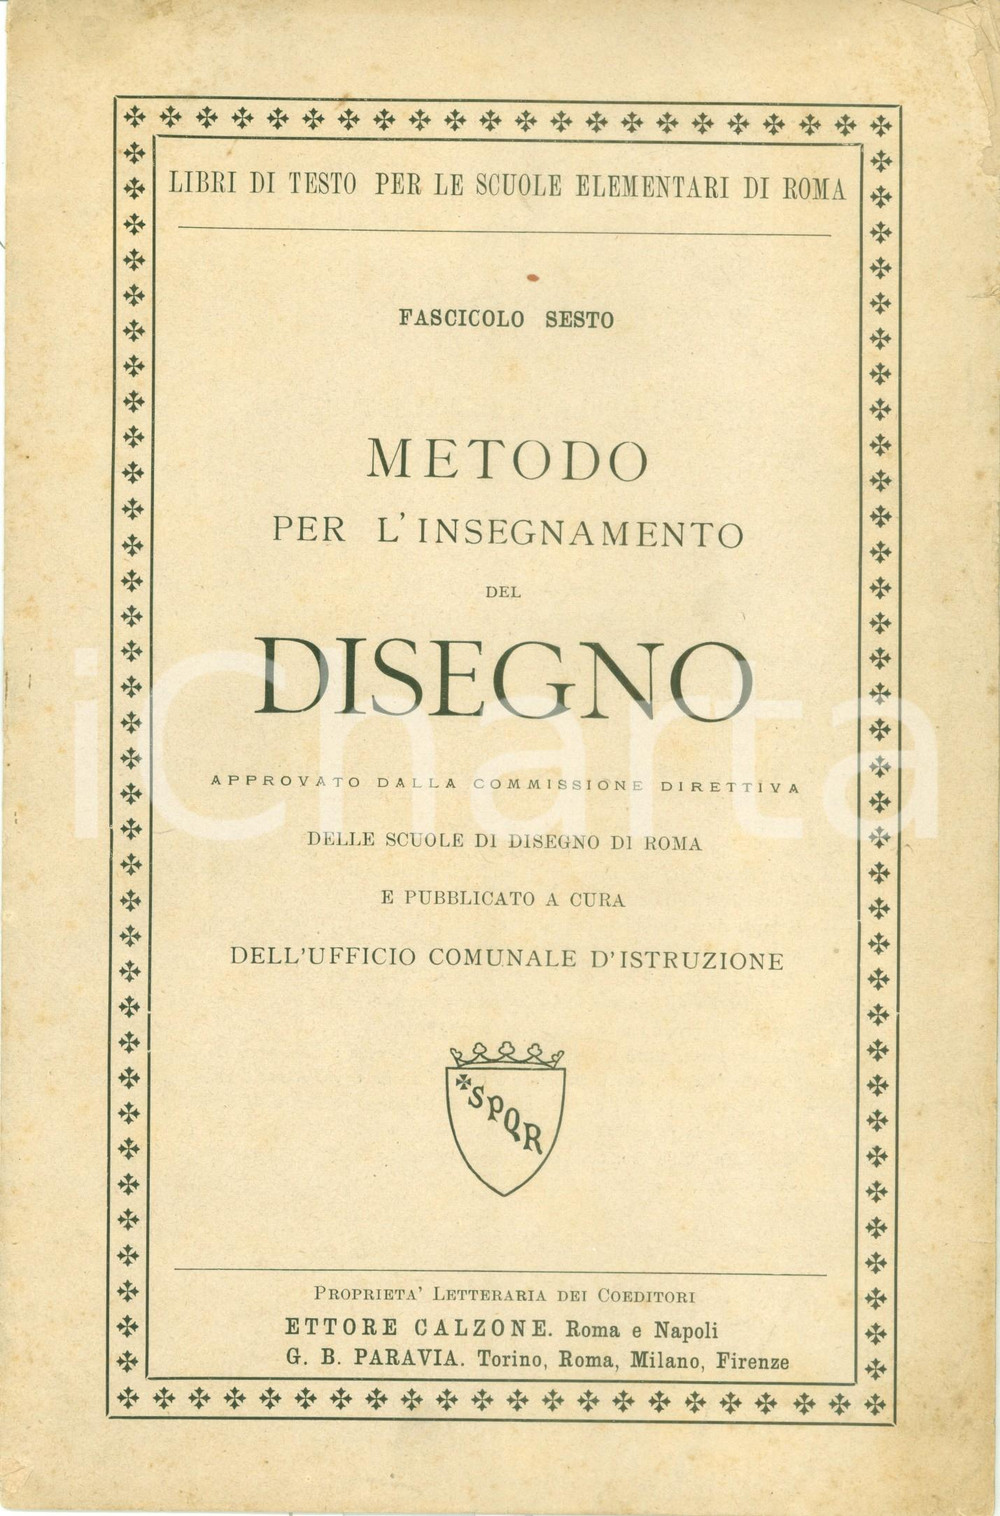 LIBRI DI TESTO PER LE SCUOLE ELEMENTARI DI ROMA
FASCICOLO SESTO
METODO
PER L'INSEGNAMENTO
DEL
DISEGNO
iCharta
APPROVATO DALLA COMMISSIONE DIRETTIVA
DELLE SCUOLE DI DISEGNO DI ROMA
E PUBBLICATO A CURA
DELL'UFFICIO COMUNALE D'ISTRUZIONE
SPQR
PROPRIETA' LETTERARIA DEI COEDITORI
ETTORE CALZONE. Roma e Napoli
G. B. PARAVIA. Torino, Roma, Milano, Firenze